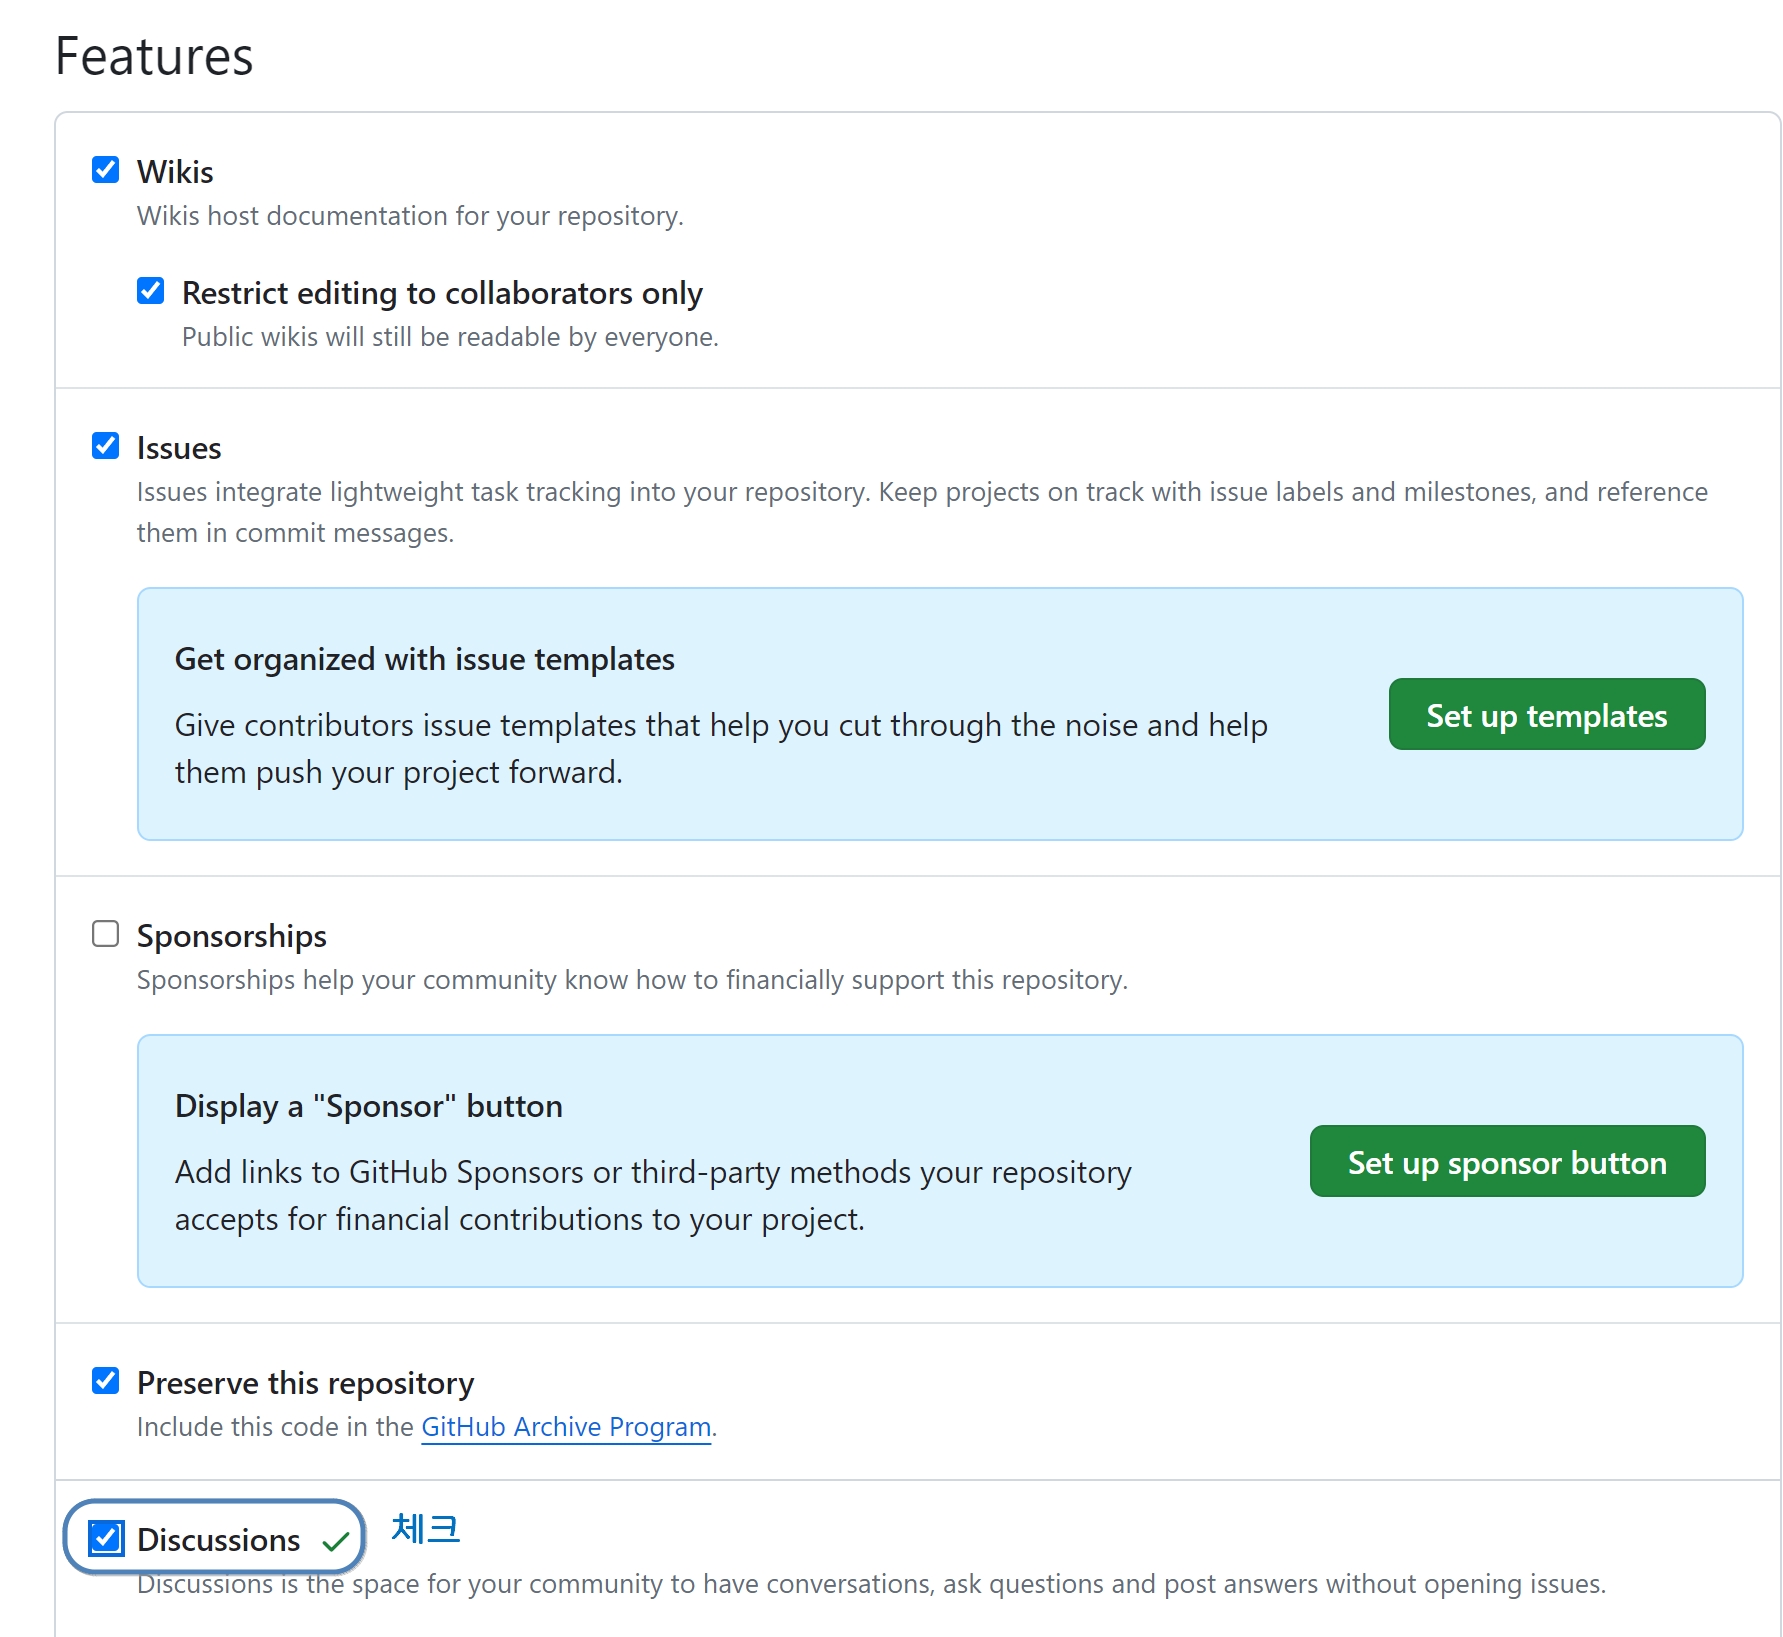 Features
Wikis
Wikis host documentation for your repository.
Restrict editing to collaborators only
Public wikis will still be readable by everyone.
Issues
Issues integrate lightweight task tracking into your repository. Keep projects on track with issue labels and milestones, and reference
them in commit messages.
Get organized with issue templates
Give contributors issue templates that help you cut through the noise and help
them push your project forward.
Set up templates
Sponsorships
Sponsorships help your community know how to financially support this repository.
Display a "Sponsor" button
Add links to GitHub Sponsors or third-party methods your repository
accepts for financial contributions to your project.
Set up sponsor button
Preserve this repository
Include this code in the GitHub Archive Program.
Discussions 체크
Discussions is the space for your community to have conversations, ask questions and post answers without opening issues.